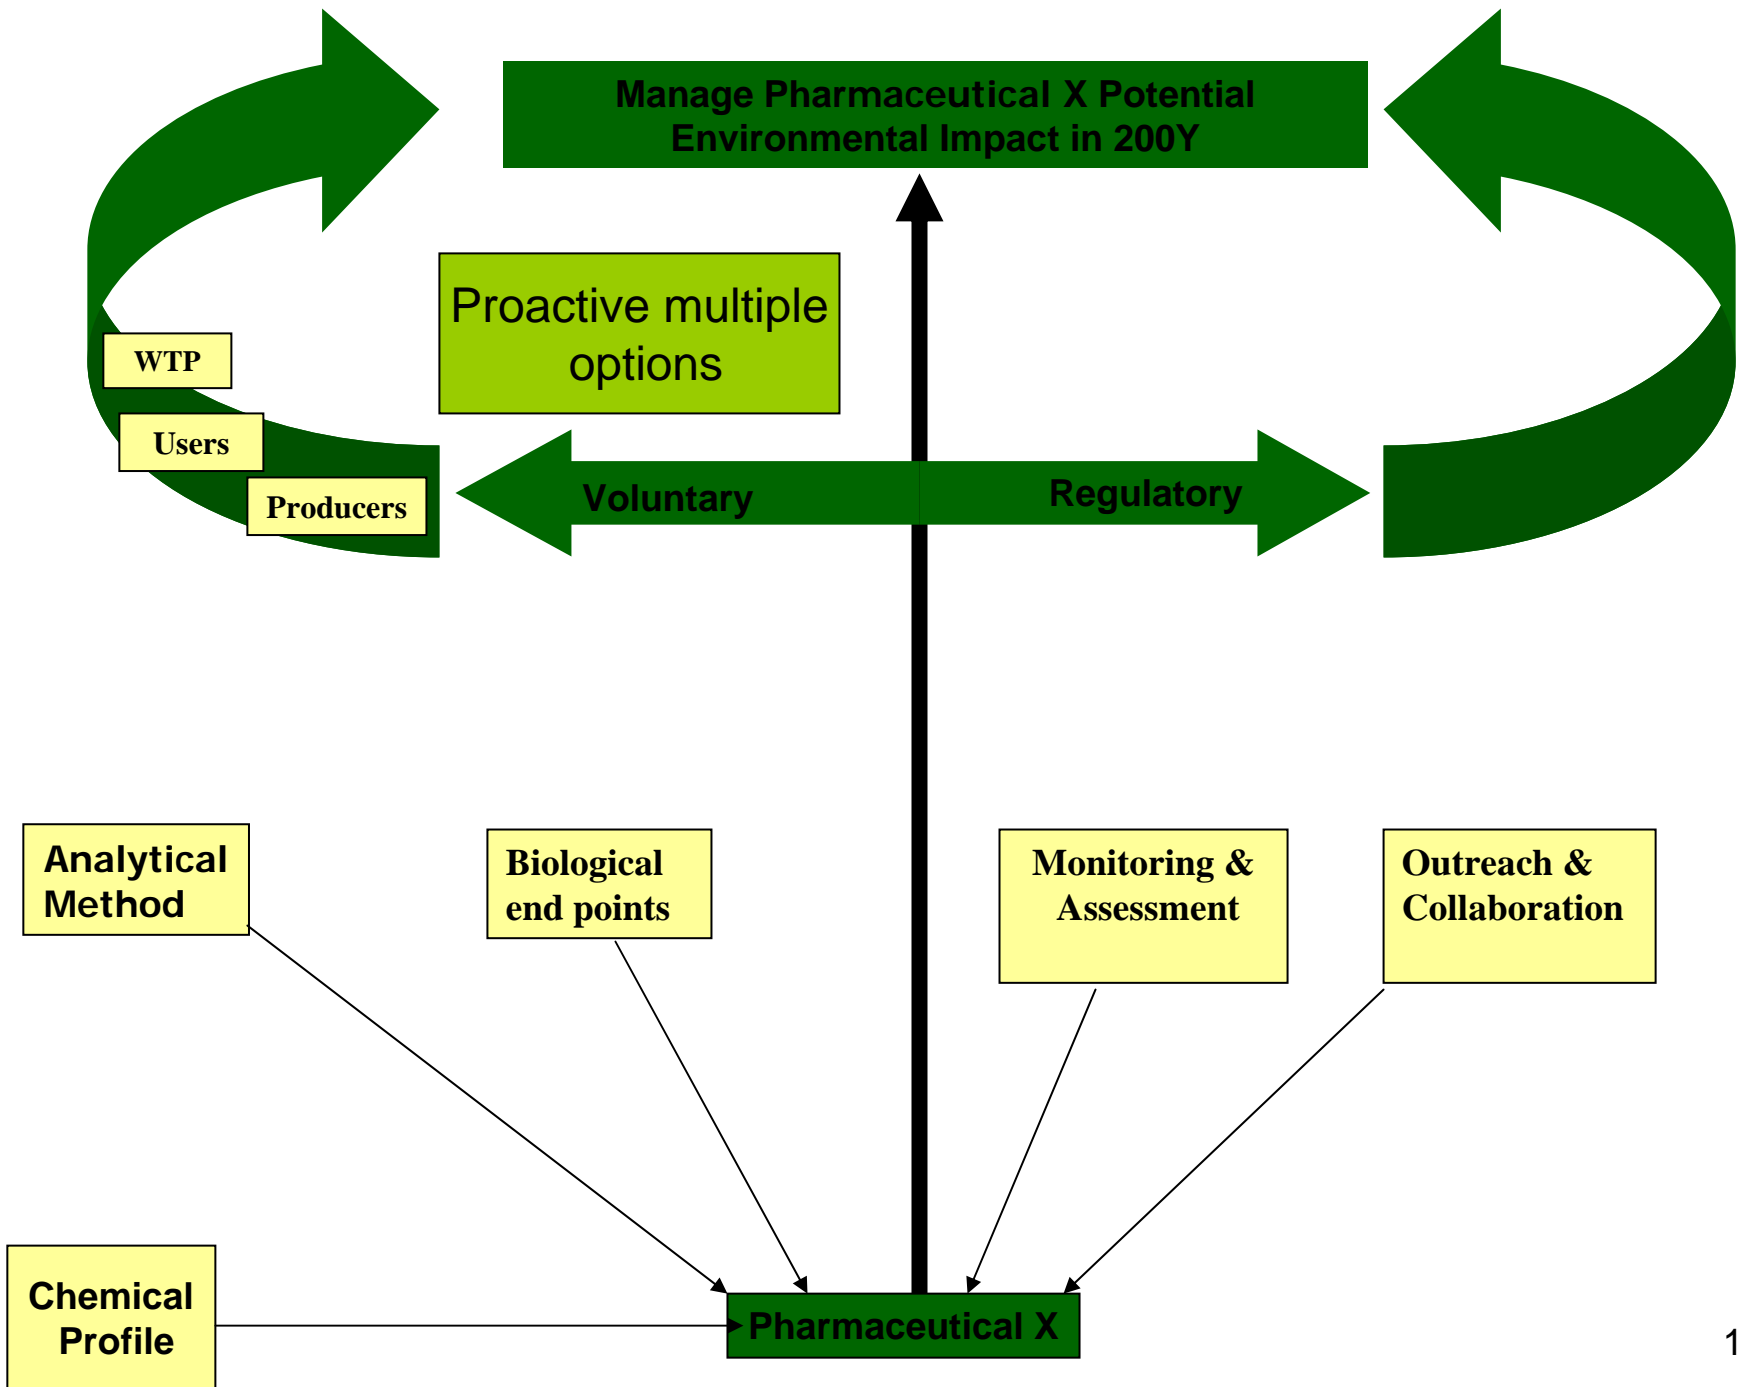 Manage Pharmaceutical X Potential
Environmental Impact in 200Y
Proactive multiple
options
WTP
Users
Producers
Voluntary
Regulatory
Analytical
Method
Biological
end points
Monitoring &
Assessment
Outreach &
Collaboration
Chemical
Profile
Pharmaceutical X
1